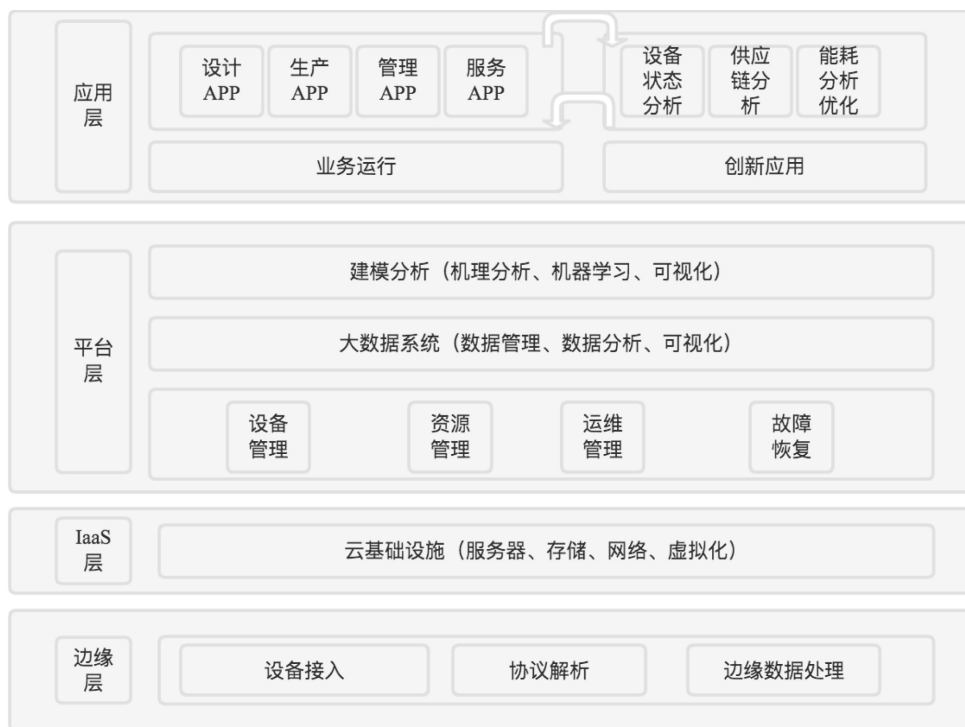 应用
层
设计
APP
生产
APP
管理
APP
服务
APP
设备
状态
分析
供应
链分
析
能耗
分析
优化
业务运行
创新应用
平台
层
建模分析（机理分析、机器学习、可视化）
大数据系统（数据管理、数据分析、可视化）
设备
管理
资源
管理
运维
管理
故障
恢复
IaaS
层
云基础设施（服务器、存储、网络、虚拟化）
边缘
层
设备接入
协议解析
边缘数据处理